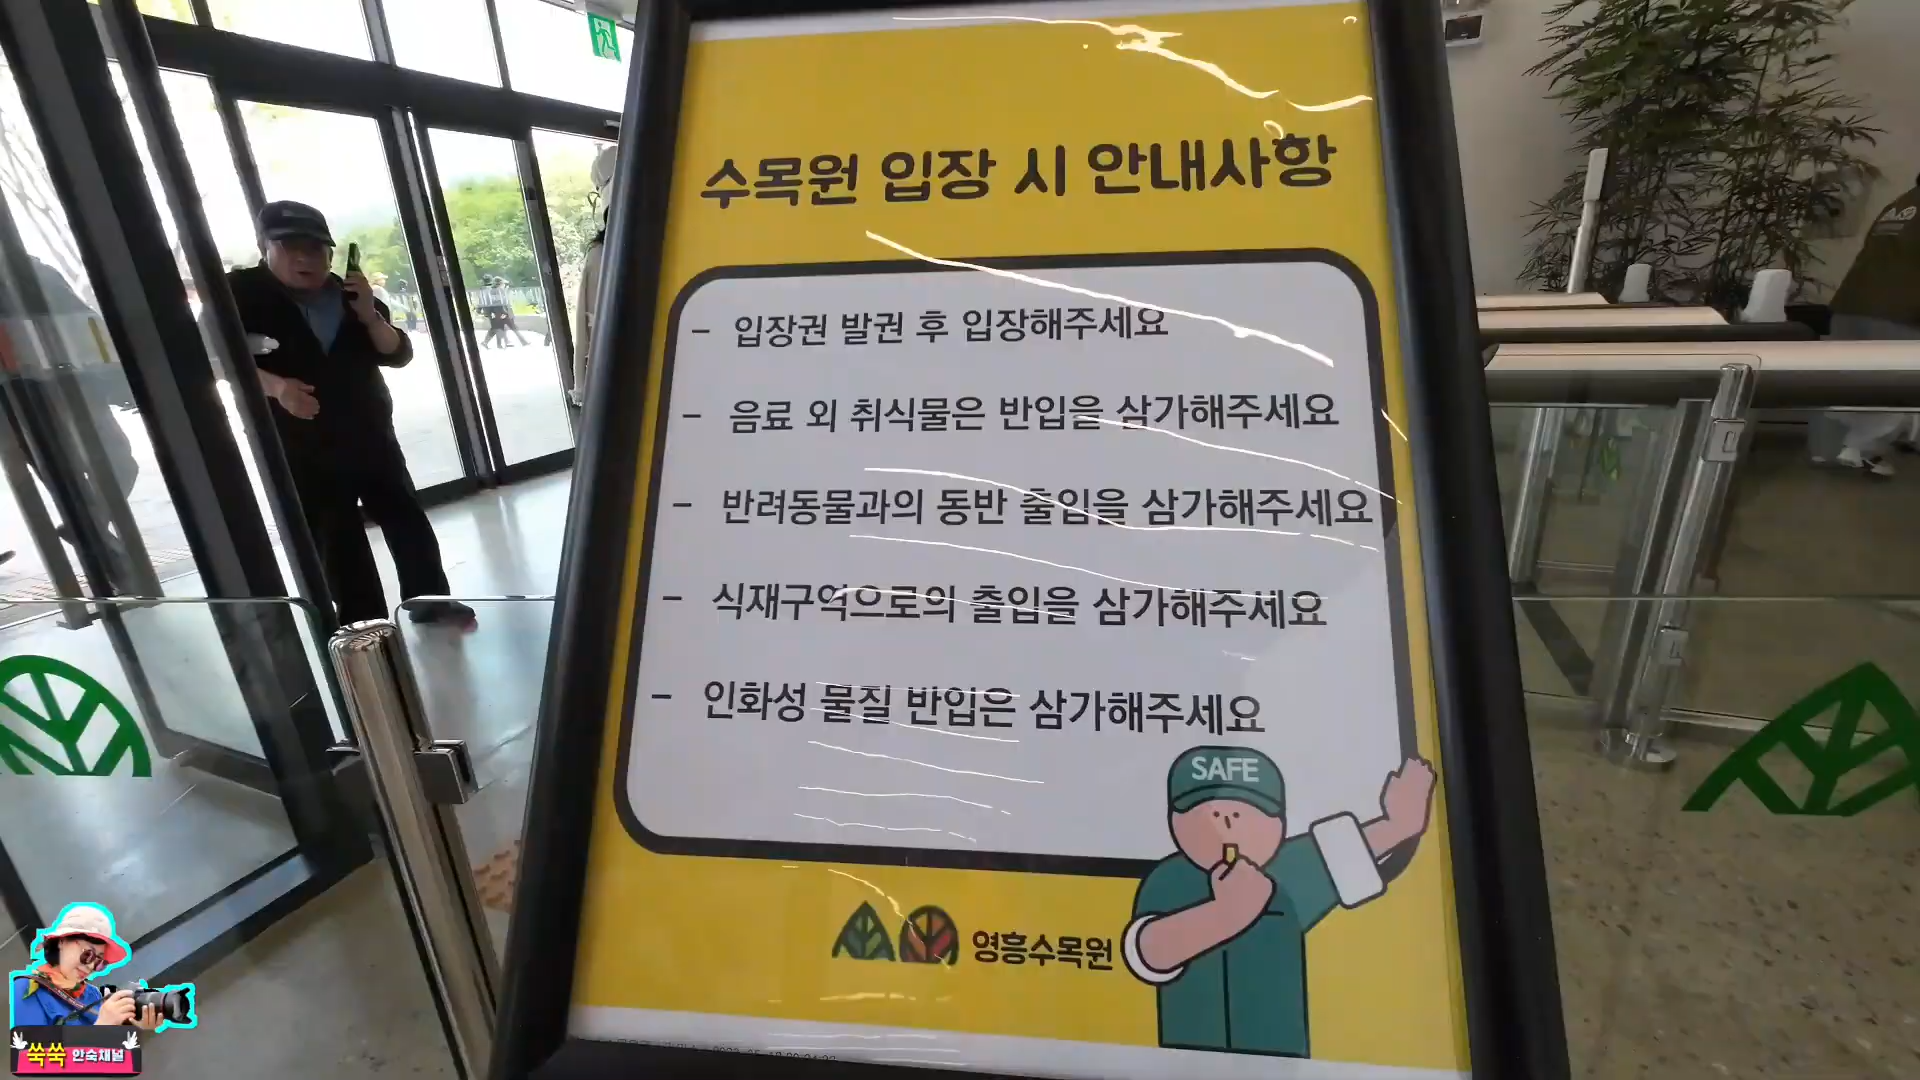 수목원 입장 시 안내사항
- 입장권 발권 후 입장해주세요
- 음료 외 취식물은 반입을 삼가해주세요
- 반려동물과의 동반 출입을 삼가해주세요
- 식재구역으로의 출입을 삼가해주세요
- 인화성 물질 반입은 삼가해주세요
SAFE
영흥수목원
쑥쑥 안숙채널